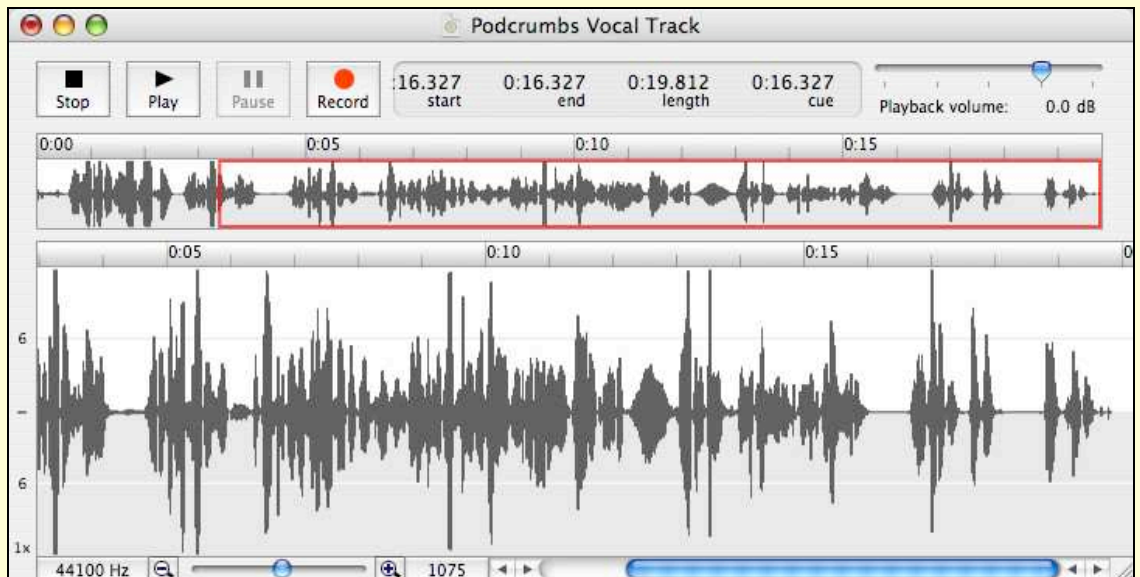 Podcrumbs Vocal Track
:16.327 0:16.327 0:19.812 0:16.327
Stop Play Pause Record start end length cue Playback volume: 0.0 dB
0:00 0:05 0:10 0:15
0:05 0:10 0:15 0
6
6
1x
44100 Hz 1075